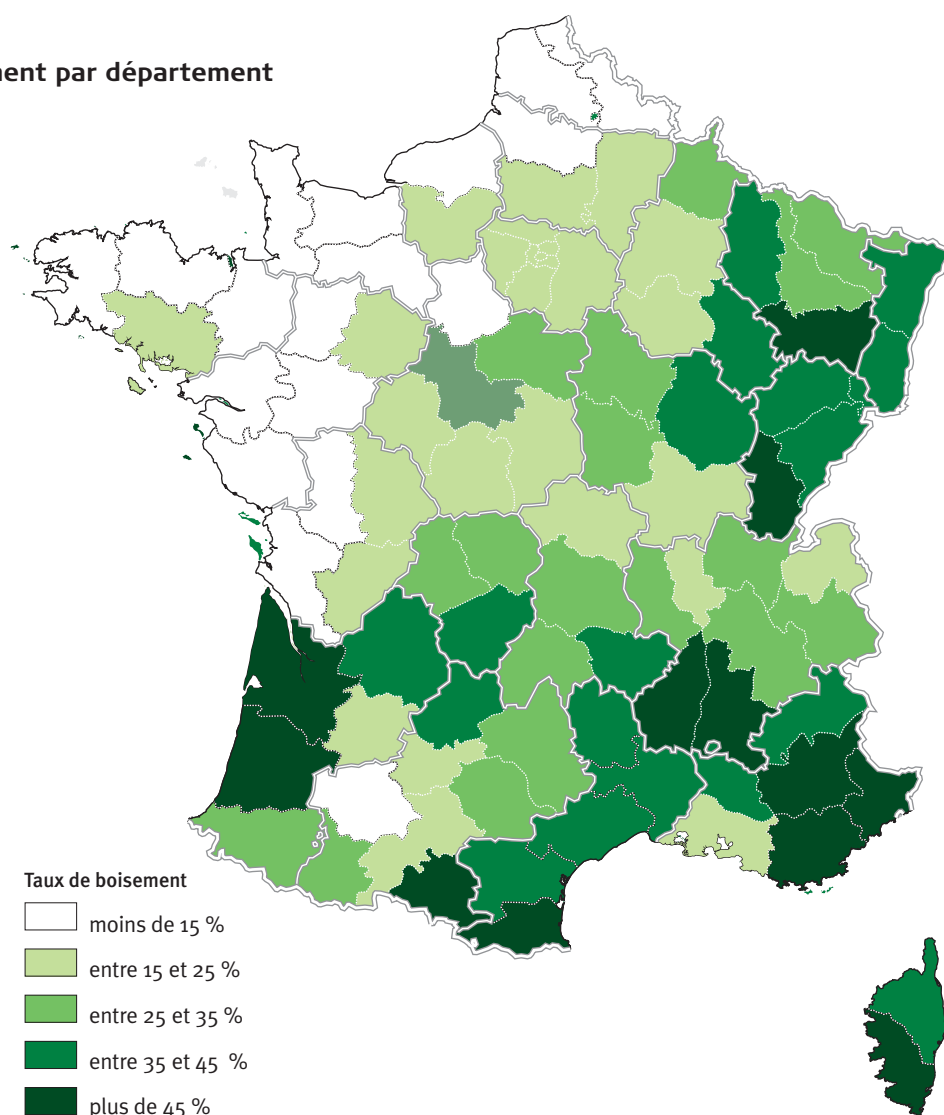 ent par département
Taux de boisement
moins de 15 %
entre 15 et 25 %
entre 25 et 35 %
entre 35 et 45 %
plus de 45 %